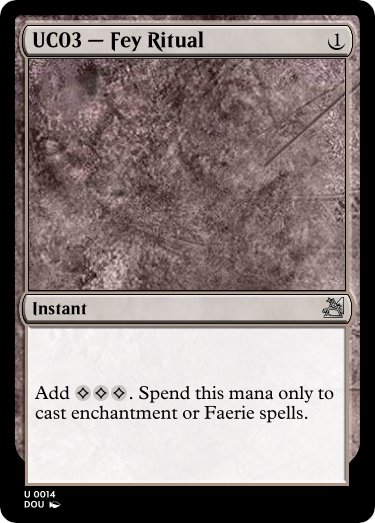 UC03 — Fey Ritual 1
Instant
Add ◇◇◇. Spend this mana only to
cast enchantment or Faerie spells.
U 0014
DOU